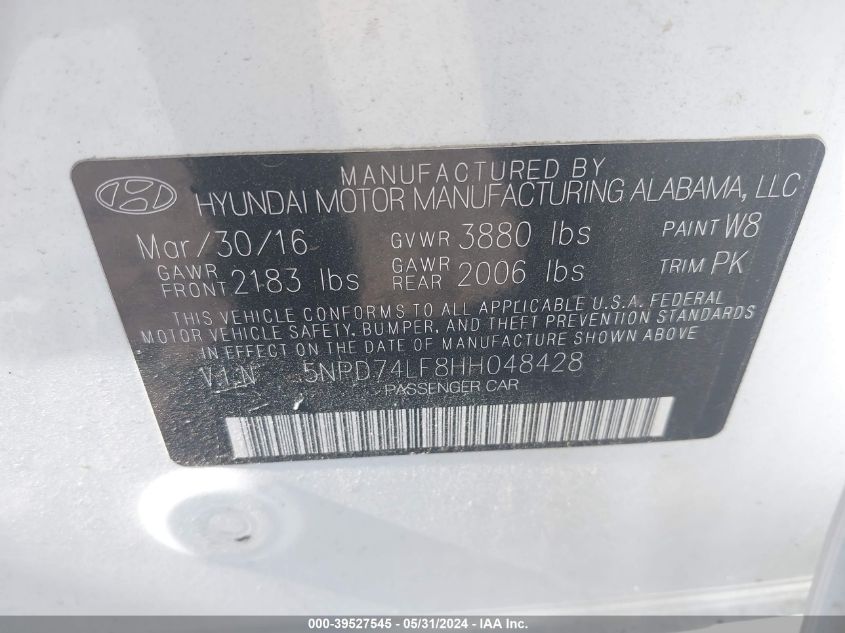 MANUFACTURED BY
HYUNDAI MOTOR MANUFACTURING ALABAMA, LLC
Mar/30/16 GVWR 3880 lbs PAINT W8
GAWR FRONT 2183 lbs GAWR REAR 2006 lbs TRIM PK
THIS VEHICLE CONFORMS TO ALL APPLICABLE U.S.A. FEDERAL
MOTOR VEHICLE SAFETY, BUMPER, AND THEFT PREVENTION STANDARDS
IN EFFECT ON THE DATE OF MANUFACTURE SHOWN ABOVE
V.I.N 5NPD74LF8HH048428
PASSENGER CAR
000-39527545 - 05/31/2024 - IAA Inc.